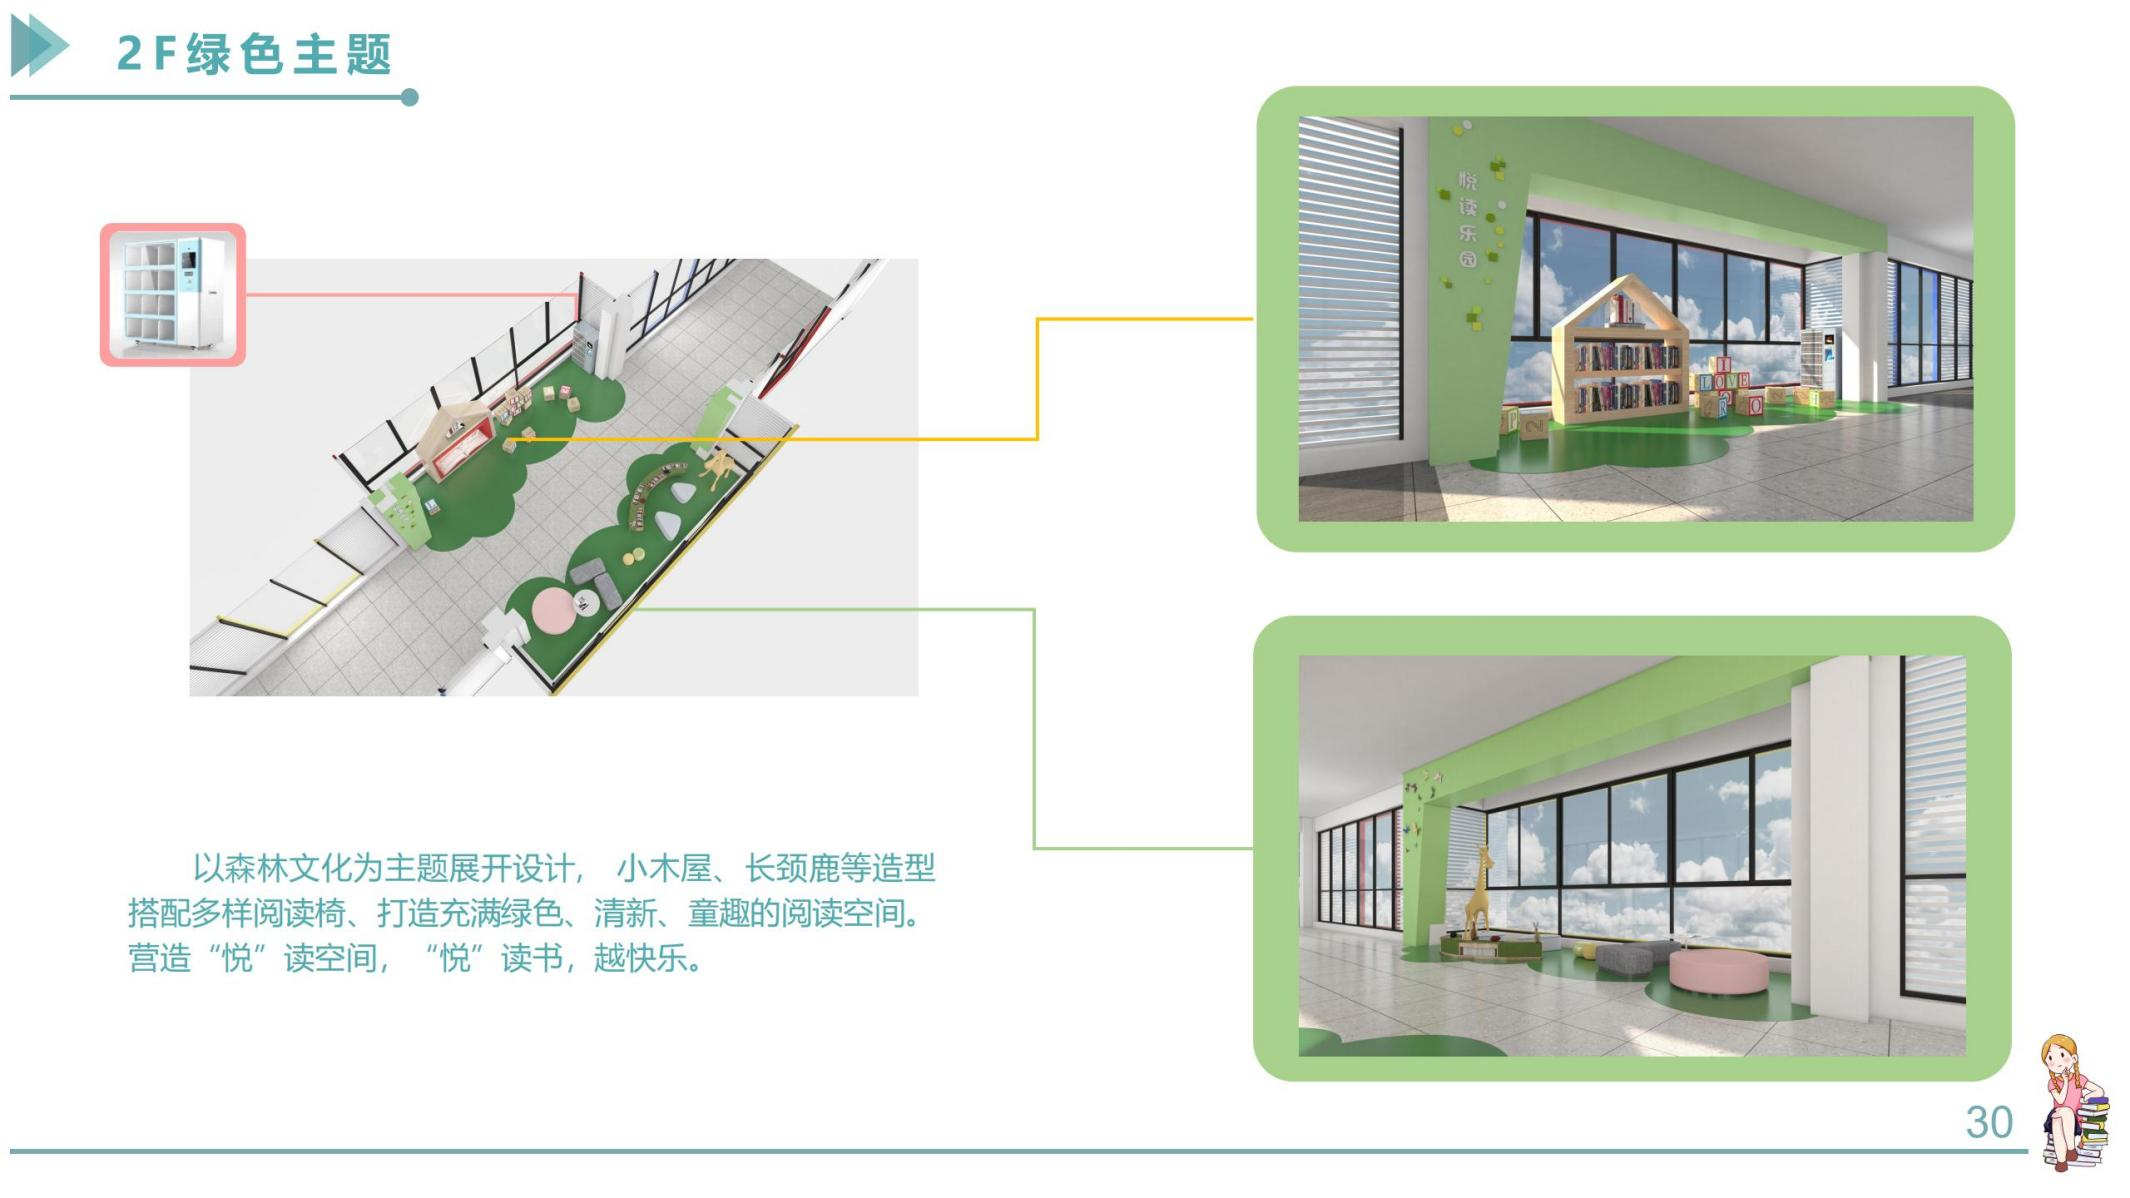 2F绿色主题
悦读乐园
I
LOVE
R O
2
以森林文化为主题展开设计， 小木屋、长颈鹿等造型
搭配多样阅读椅、打造充满绿色、清新、童趣的阅读空间。
营造“悦”读空间，“悦”读书，越快乐。
30